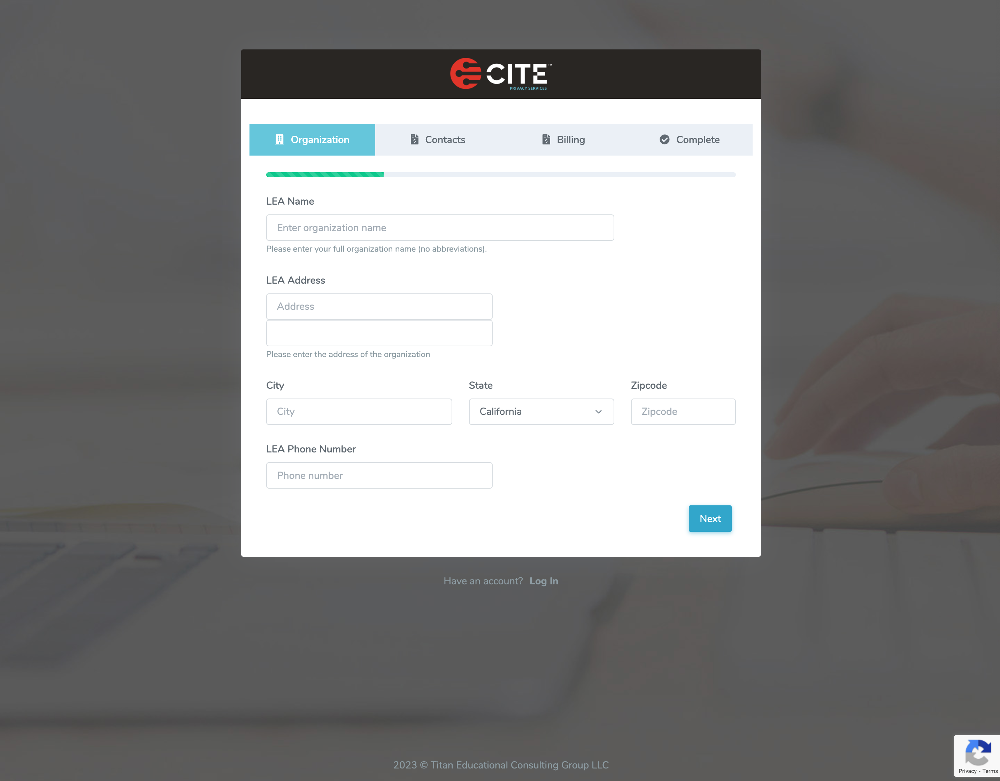 CITE™
PRIVACY SERVICES
Organization
Contacts
Billing
Complete
LEA Name
Enter organization name
Please enter your full organization name (no abbreviations).
LEA Address
Address
Please enter the address of the organization
City State Zipcode
City California Zipcode
LEA Phone Number
Phone number
Next
Have an account? Log In
2023 © Titan Educational Consulting Group LLC
Privacy - Terms